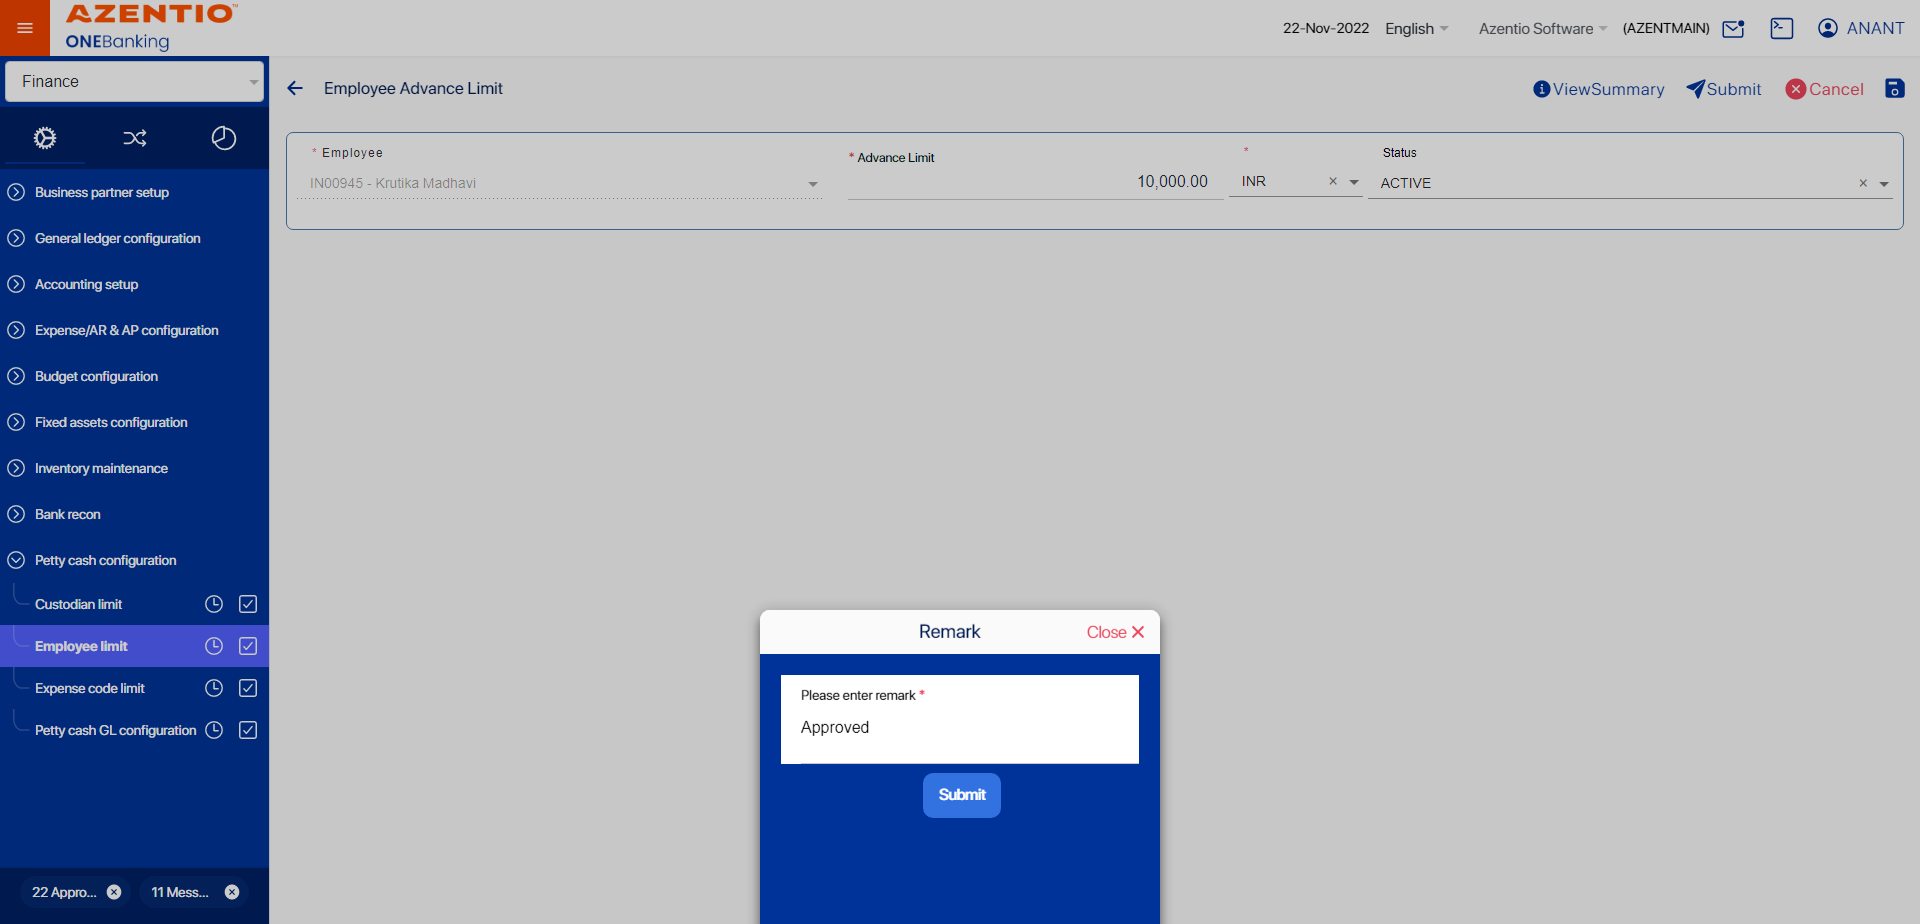 AZENTIO™
ONEBanking
22-Nov-2022
English
Azentio Software
(AZENTMAIN)
ANANT
Finance
Employee Advance Limit
ViewSummary
Submit
Cancel
* Employee
IN00945 - Krutika Madhavi
* Advance Limit
10,000.00
*
INR
Status
ACTIVE
Business partner setup
General ledger configuration
Accounting setup
Expense/AR & AP configuration
Budget configuration
Fixed assets configuration
Inventory maintenance
Bank recon
Petty cash configuration
Custodian limit
Employee limit
Expense code limit
Petty cash GL configuration
22 Appro...
11 Mess...
Remark
Close
Please enter remark *
Approved
Submit